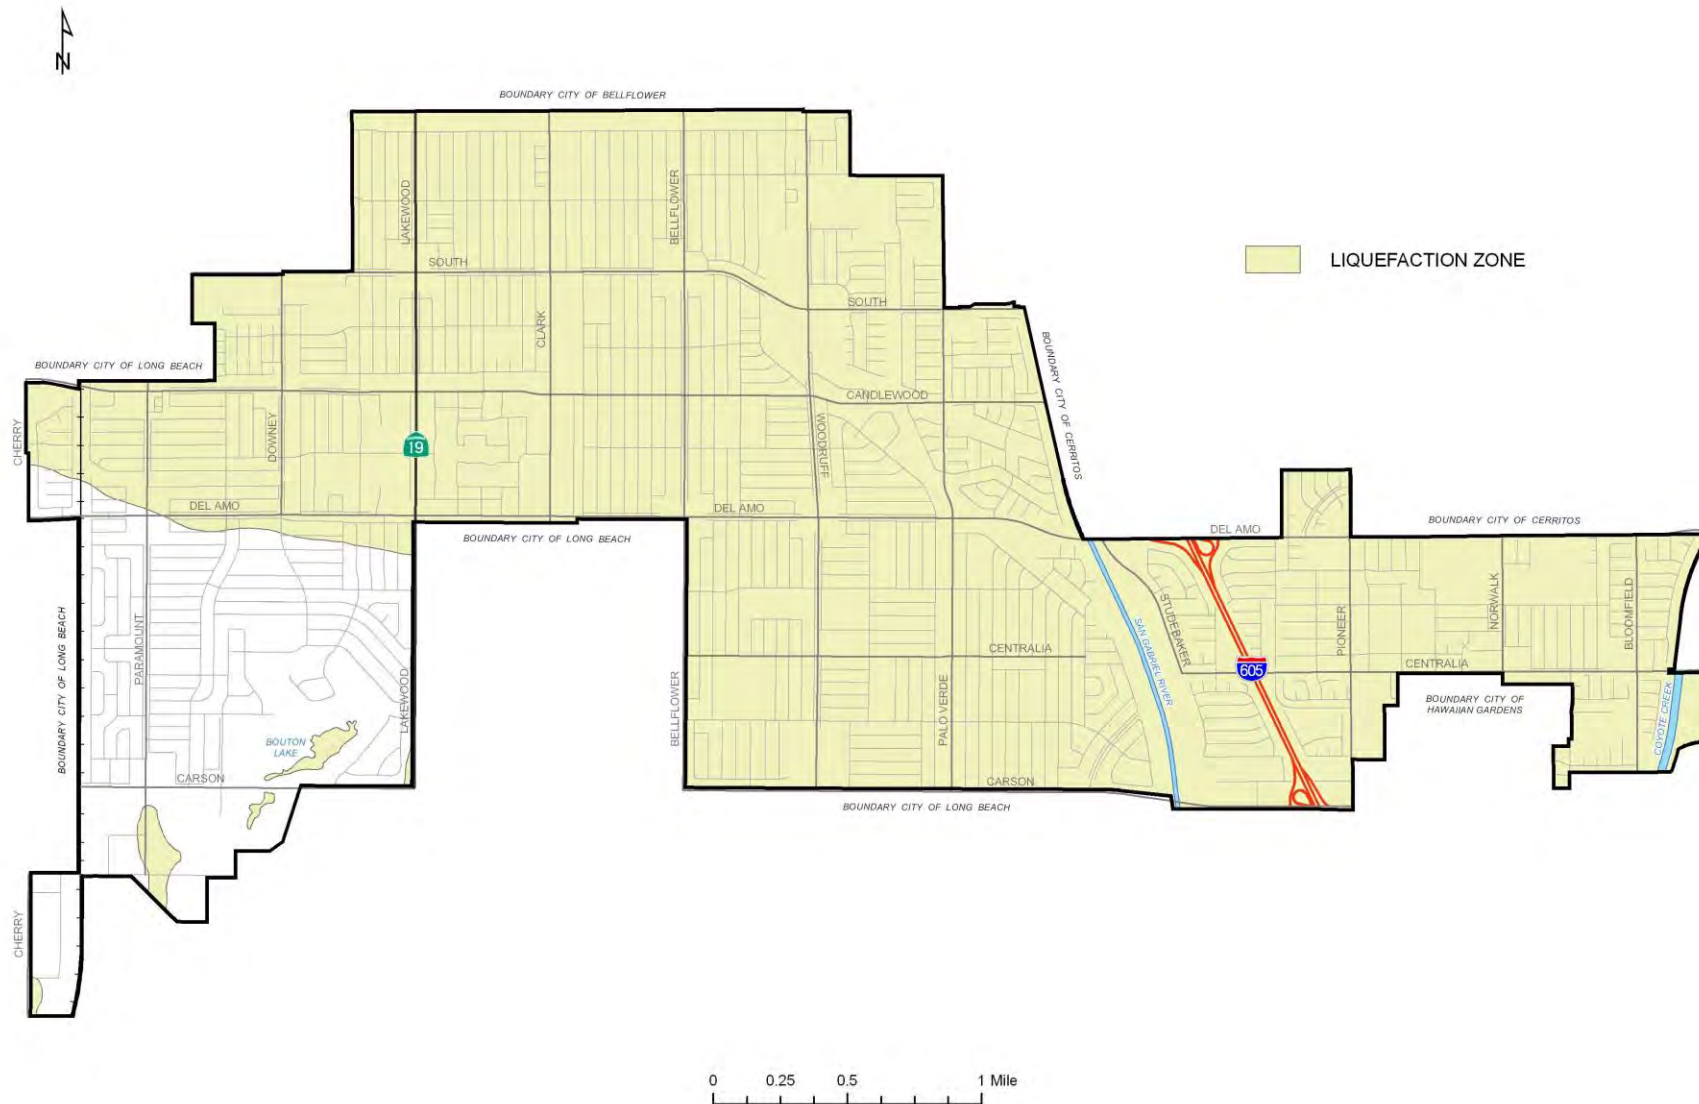 N
BOUNDARY CITY OF BELLFLOWER
LAKEWOOD
BELLFLOWER
SOUTH
LIQUEFACTION ZONE
SOUTH
CLARK
BOUNDARY CITY OF LONG BEACH
BOUNDARY CITY OF CERRITOS
CANDLEWOOD
CHERRY
DOWNEY
19
WOODRUFF
DEL AMO
DEL AMO
DEL AMO
BOUNDARY CITY OF CERRITOS
BOUNDARY CITY OF LONG BEACH
BOUNDARY CITY OF LONG BEACH
PARAMOUNT
STUDEBAKER
PIONEER
NORWALK
BLOOMFIELD
CENTRALIA
SAN GABRIEL RIVER
605
CENTRALIA
LAKEWOOD
BELLFLOWER
PALO VERDE
BOUNDARY CITY OF
HAWAIIAN GARDENS
COYOTE CREEK
BOUTON
LAKE
CARSON
CARSON
BOUNDARY CITY OF LONG BEACH
CHERRY
0 0.25 0.5 1 Mile